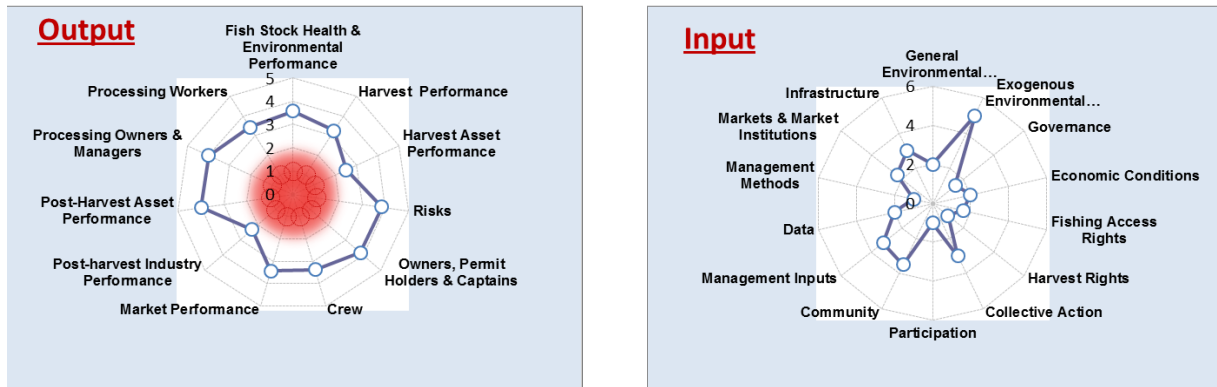 Output
Fish Stock Health &
Environmental
Performance
5
4
3
2
1
0
Harvest Performance
Harvest Asset
Performance
Risks
Owners, Permit
Holders & Captains
Crew
Market Performance
Post-harvest Industry
Performance
Post-Harvest Asset
Performance
Processing Owners &
Managers
Processing Workers
Input
General
Environmental…
6
4
2
0
Exogenous
Environmental…
Governance
Economic Conditions
Fishing Access
Rights
Harvest Rights
Collective Action
Participation
Community
Management Inputs
Data
Management
Methods
Markets & Market
Institutions
Infrastructure